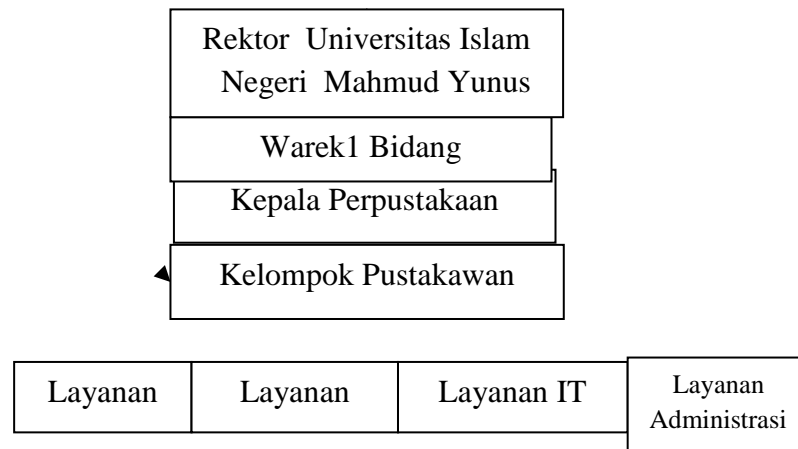 Rektor Universitas Islam
Negeri Mahmud Yunus
Warek1 Bidang
Kepala Perpustakaan
Kelompok Pustakawan
Layanan
Layanan
Layanan IT
Layanan
Administrasi